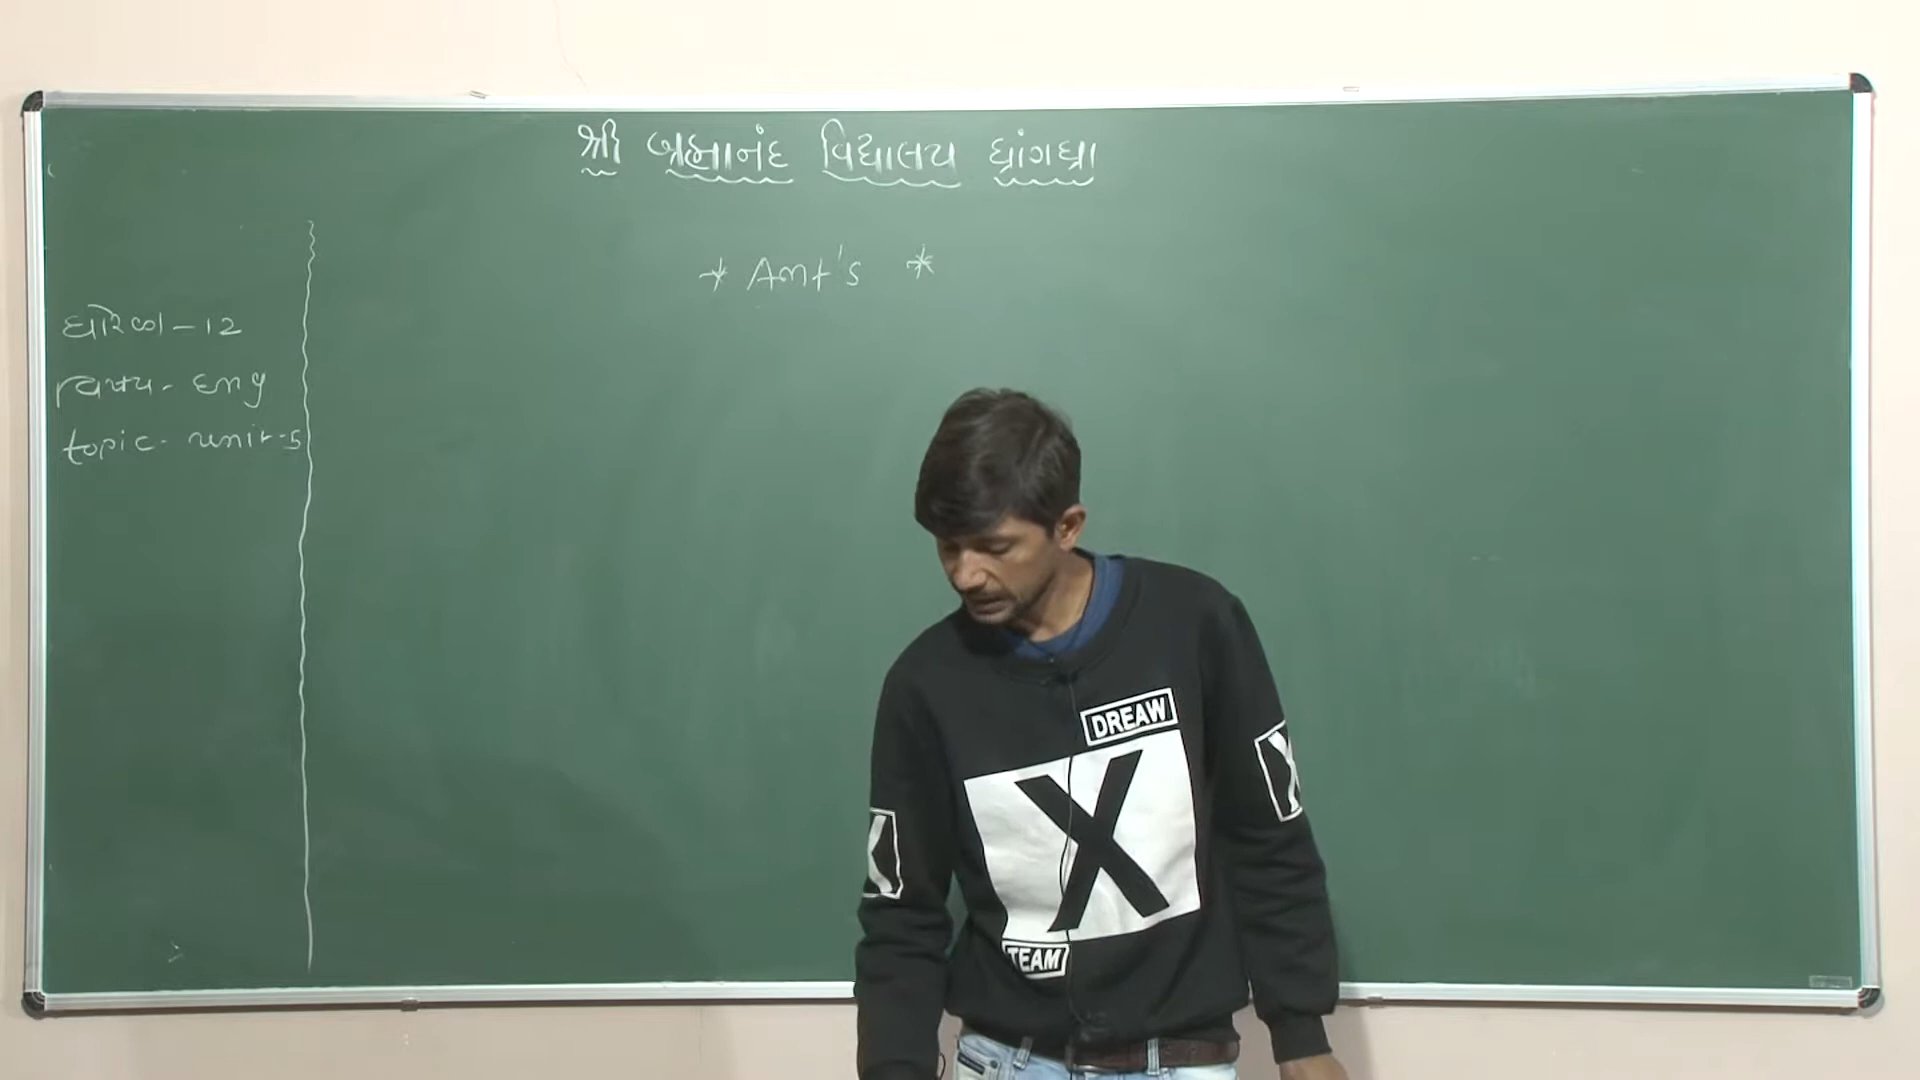 શ્રી બ્રહ્માનંદ વિદ્યાલય ધ્રાંગધ્રા
* Ant's *
ધોરણ - 12
વિષય - Eng
topic - unit - 5
DREAW
X
TEAM